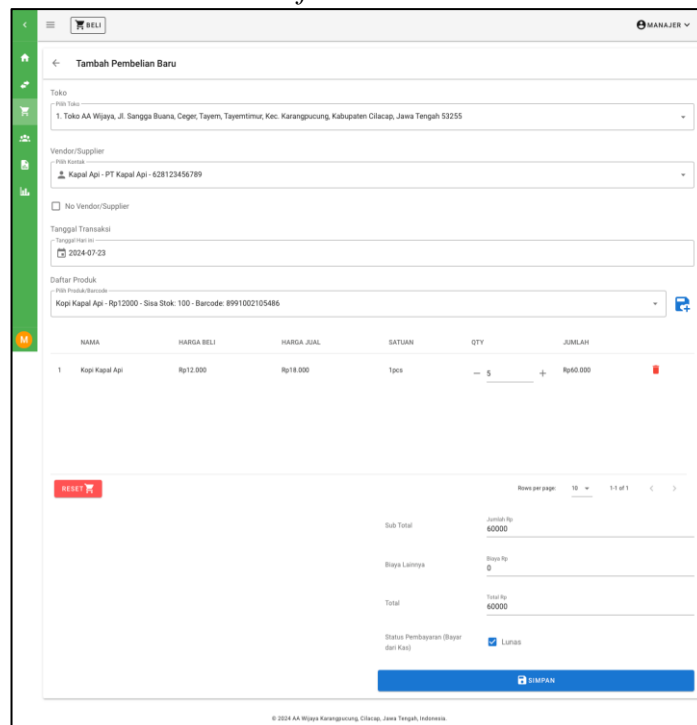 BELI
MANAJER
Tambah Pembelian Baru
Toko
Pilih Toko
1. Toko AA Wijaya, Jl. Sangga Buana, Ceger, Tayem, Tayemtimur, Kec. Karangpucung, Kabupaten Cilacap, Jawa Tengah 53255
Vendor/Supplier
Pilih Kontak
Kapal Api - PT Kapal Api - 628123456789
No Vendor/Supplier
Tanggal Transaksi
Tanggal Hari Ini
2024-07-23
Daftar Produk
Pilih Produk/Barcode
Kopi Kapal Api - Rp12000 - Sisa Stok: 100 - Barcode: 8991002105486
M
NAMA HARGA BELI HARGA JUAL SATUAN QTY JUMLAH
1 Kopi Kapal Api Rp12.000 Rp18.000 1pcs 5 Rp60.000
RESET
Rows per page: 10 1-1 of 1
Jumlah Rp
Sub Total 60000
Biaya Rp
Biaya Lainnya 0
Total Rp
Total 60000
Status Pembayaran (Bayar
dari Kas)
Lunas
SIMPAN
© 2024 AA Wijaya Karangpucung, Cilacap, Jawa Tengah, Indonesia.